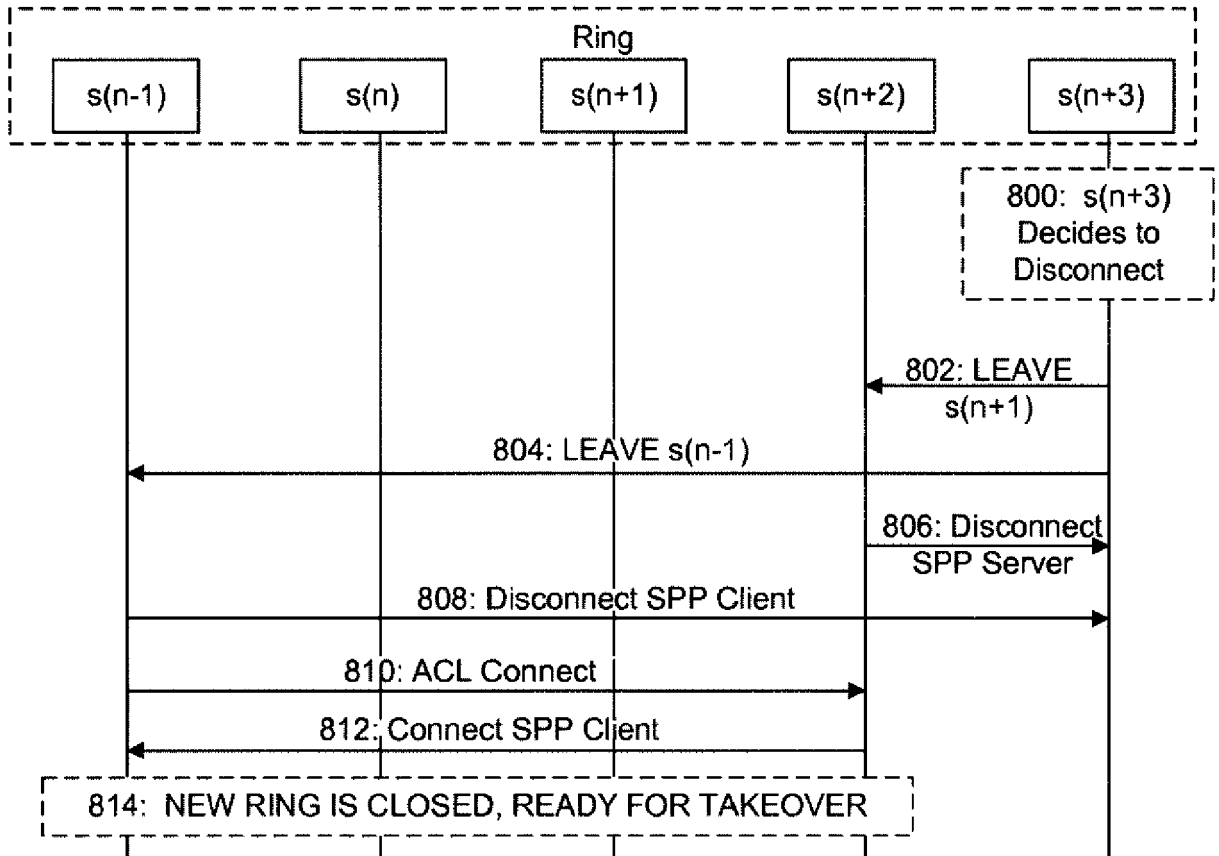 Ring
s(n-1)
s(n)
s(n+1)
s(n+2)
s(n+3)
800: s(n+3)
Decides to
Disconnect
802: LEAVE
s(n+1)
804: LEAVE s(n-1)
806: Disconnect
SPP Server
808: Disconnect SPP Client
810: ACL Connect
812: Connect SPP Client
814: NEW RING IS CLOSED, READY FOR TAKEOVER